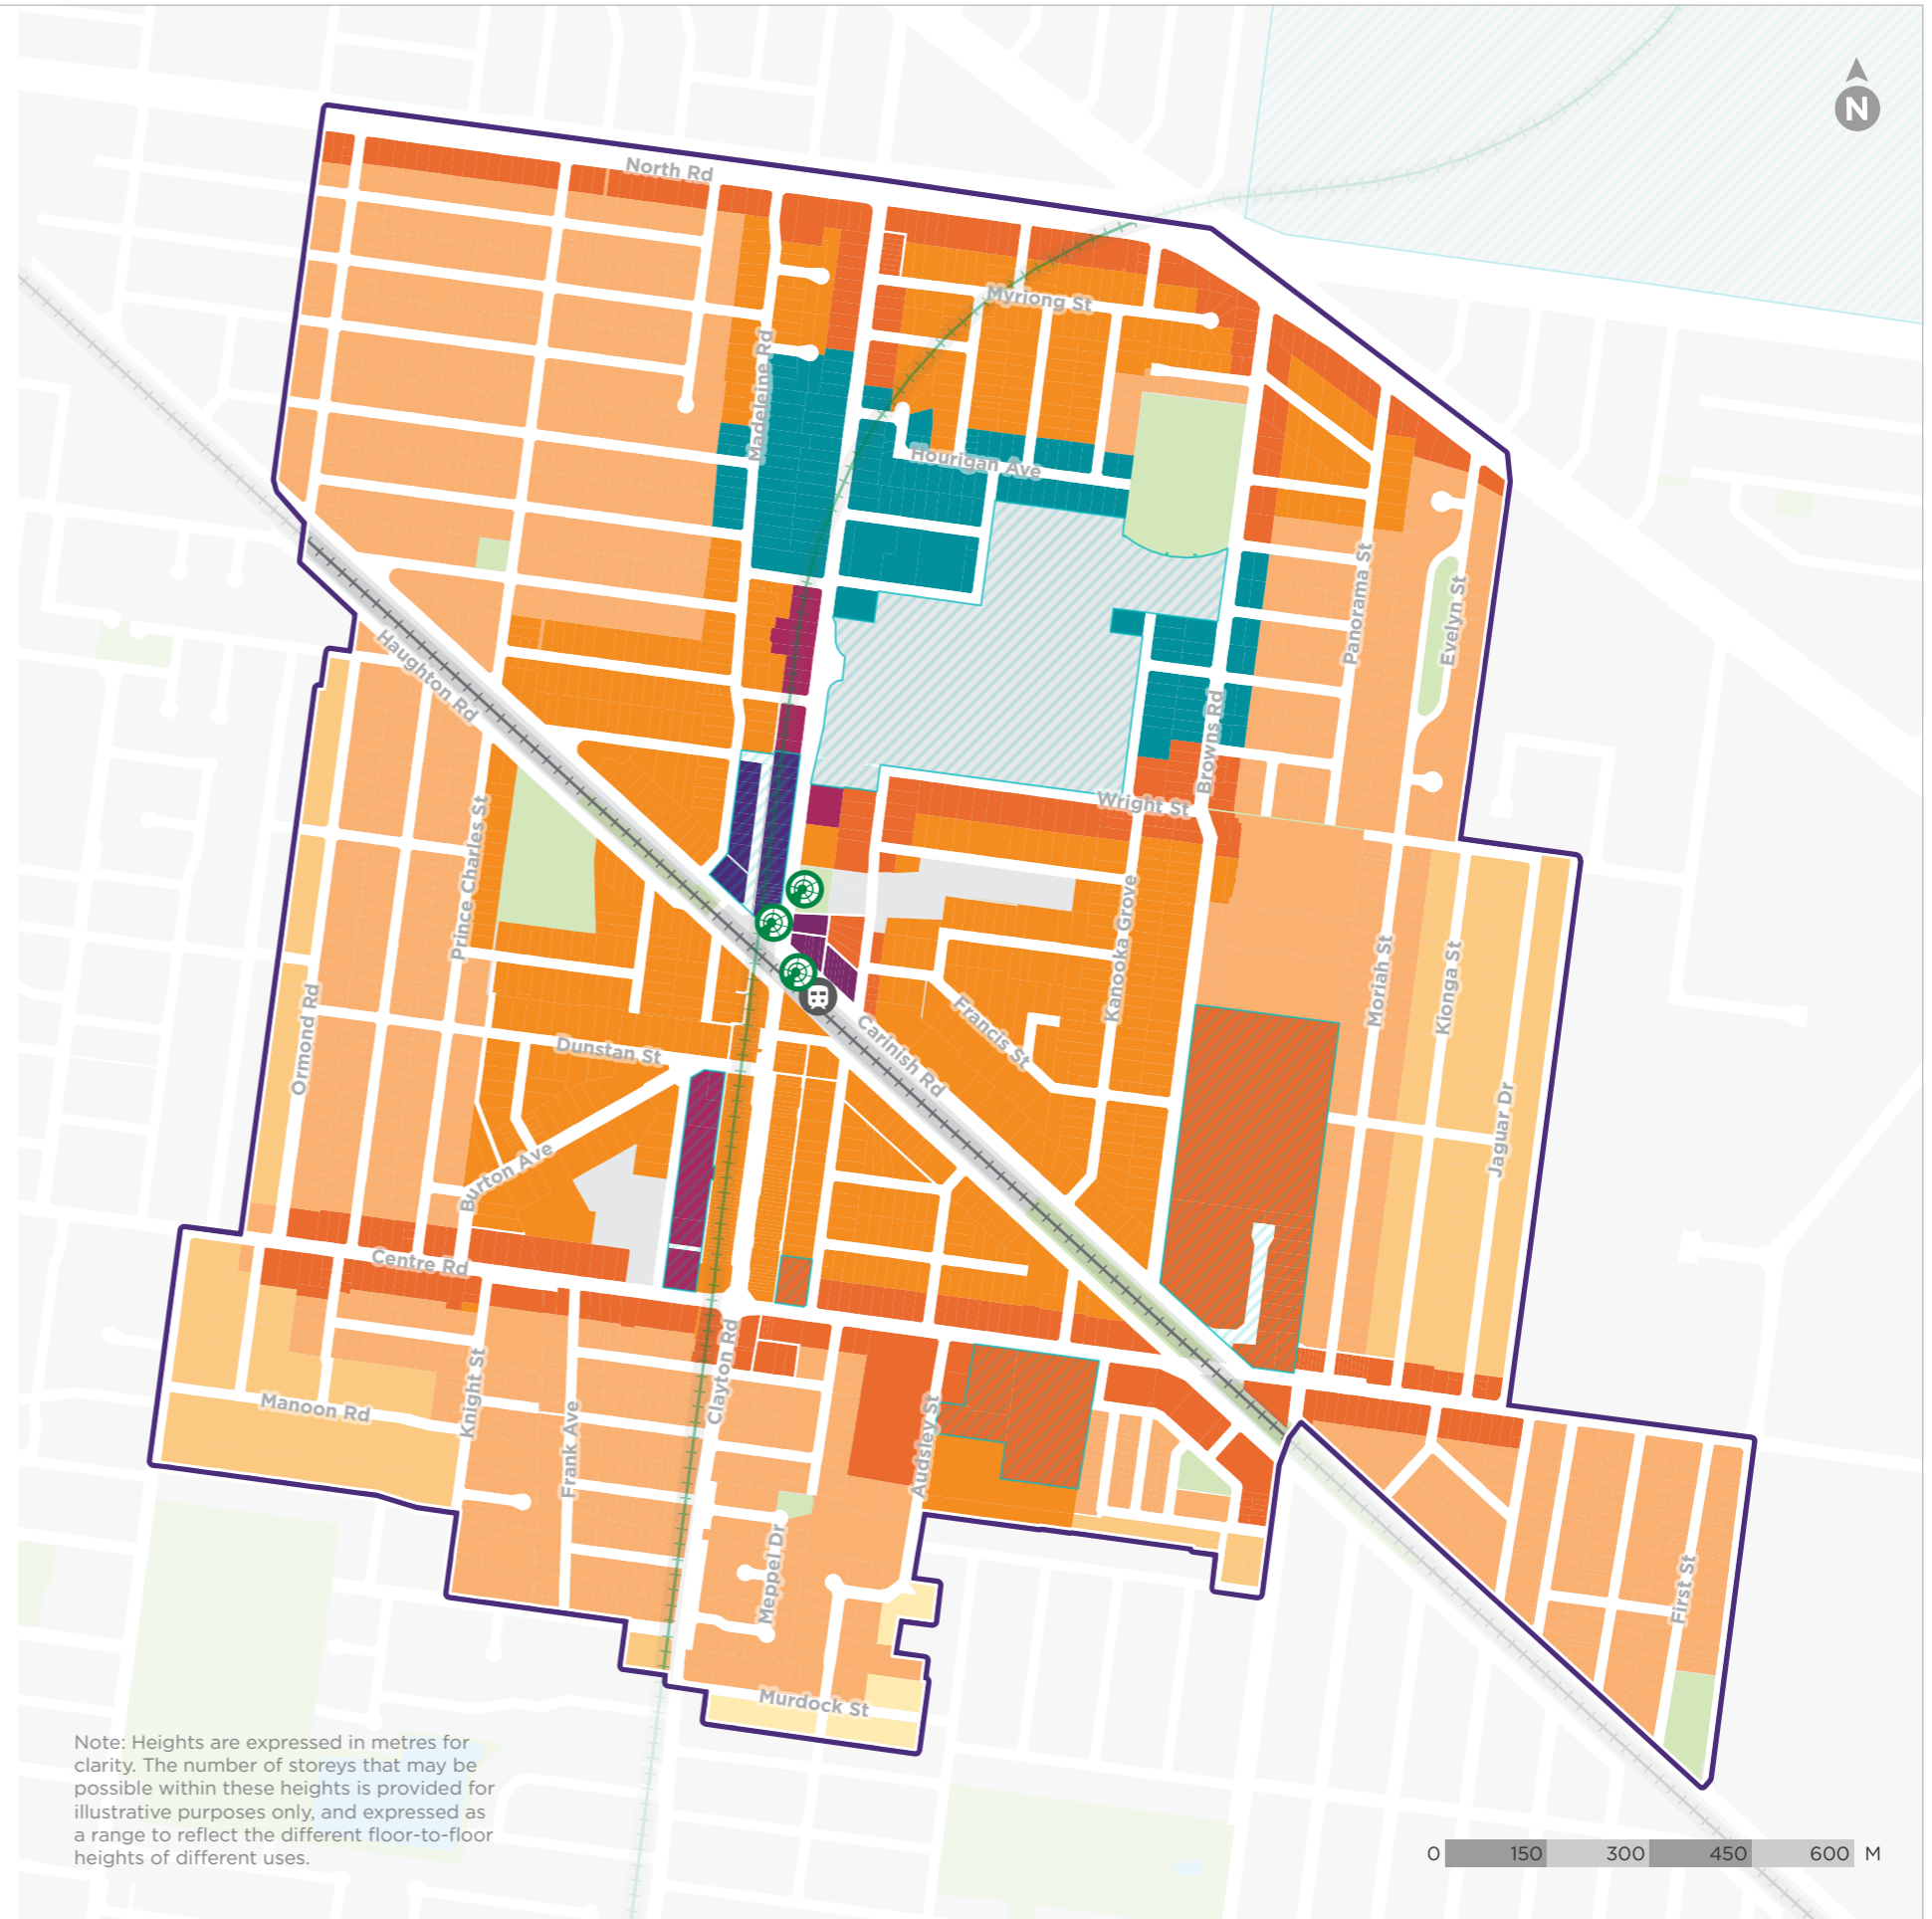 N
North Rd
Myriong St
Madeleine Rd
Hourigan Ave
Panorama St
Evelyn St
Haughton Rd
Browns Rd
Wright St
Prince Charles St
Kanooka Grove
Moriah St
Kionga St
Ormond Rd
Francis St
Carinish Rd
Dunstan St
Jaguar Dr
Burton Ave
Centre Rd
Clayton Rd
Knight St
Manoon Rd
Frank Ave
Audsley St
Meppel Dr
First St
Murdock St
Note: Heights are expressed in metres for
clarity. The number of storeys that may be
possible within these heights is provided for
illustrative purposes only, and expressed as
a range to reflect the different floor-to-floor
heights of different uses.
0 150 300 450 600 M